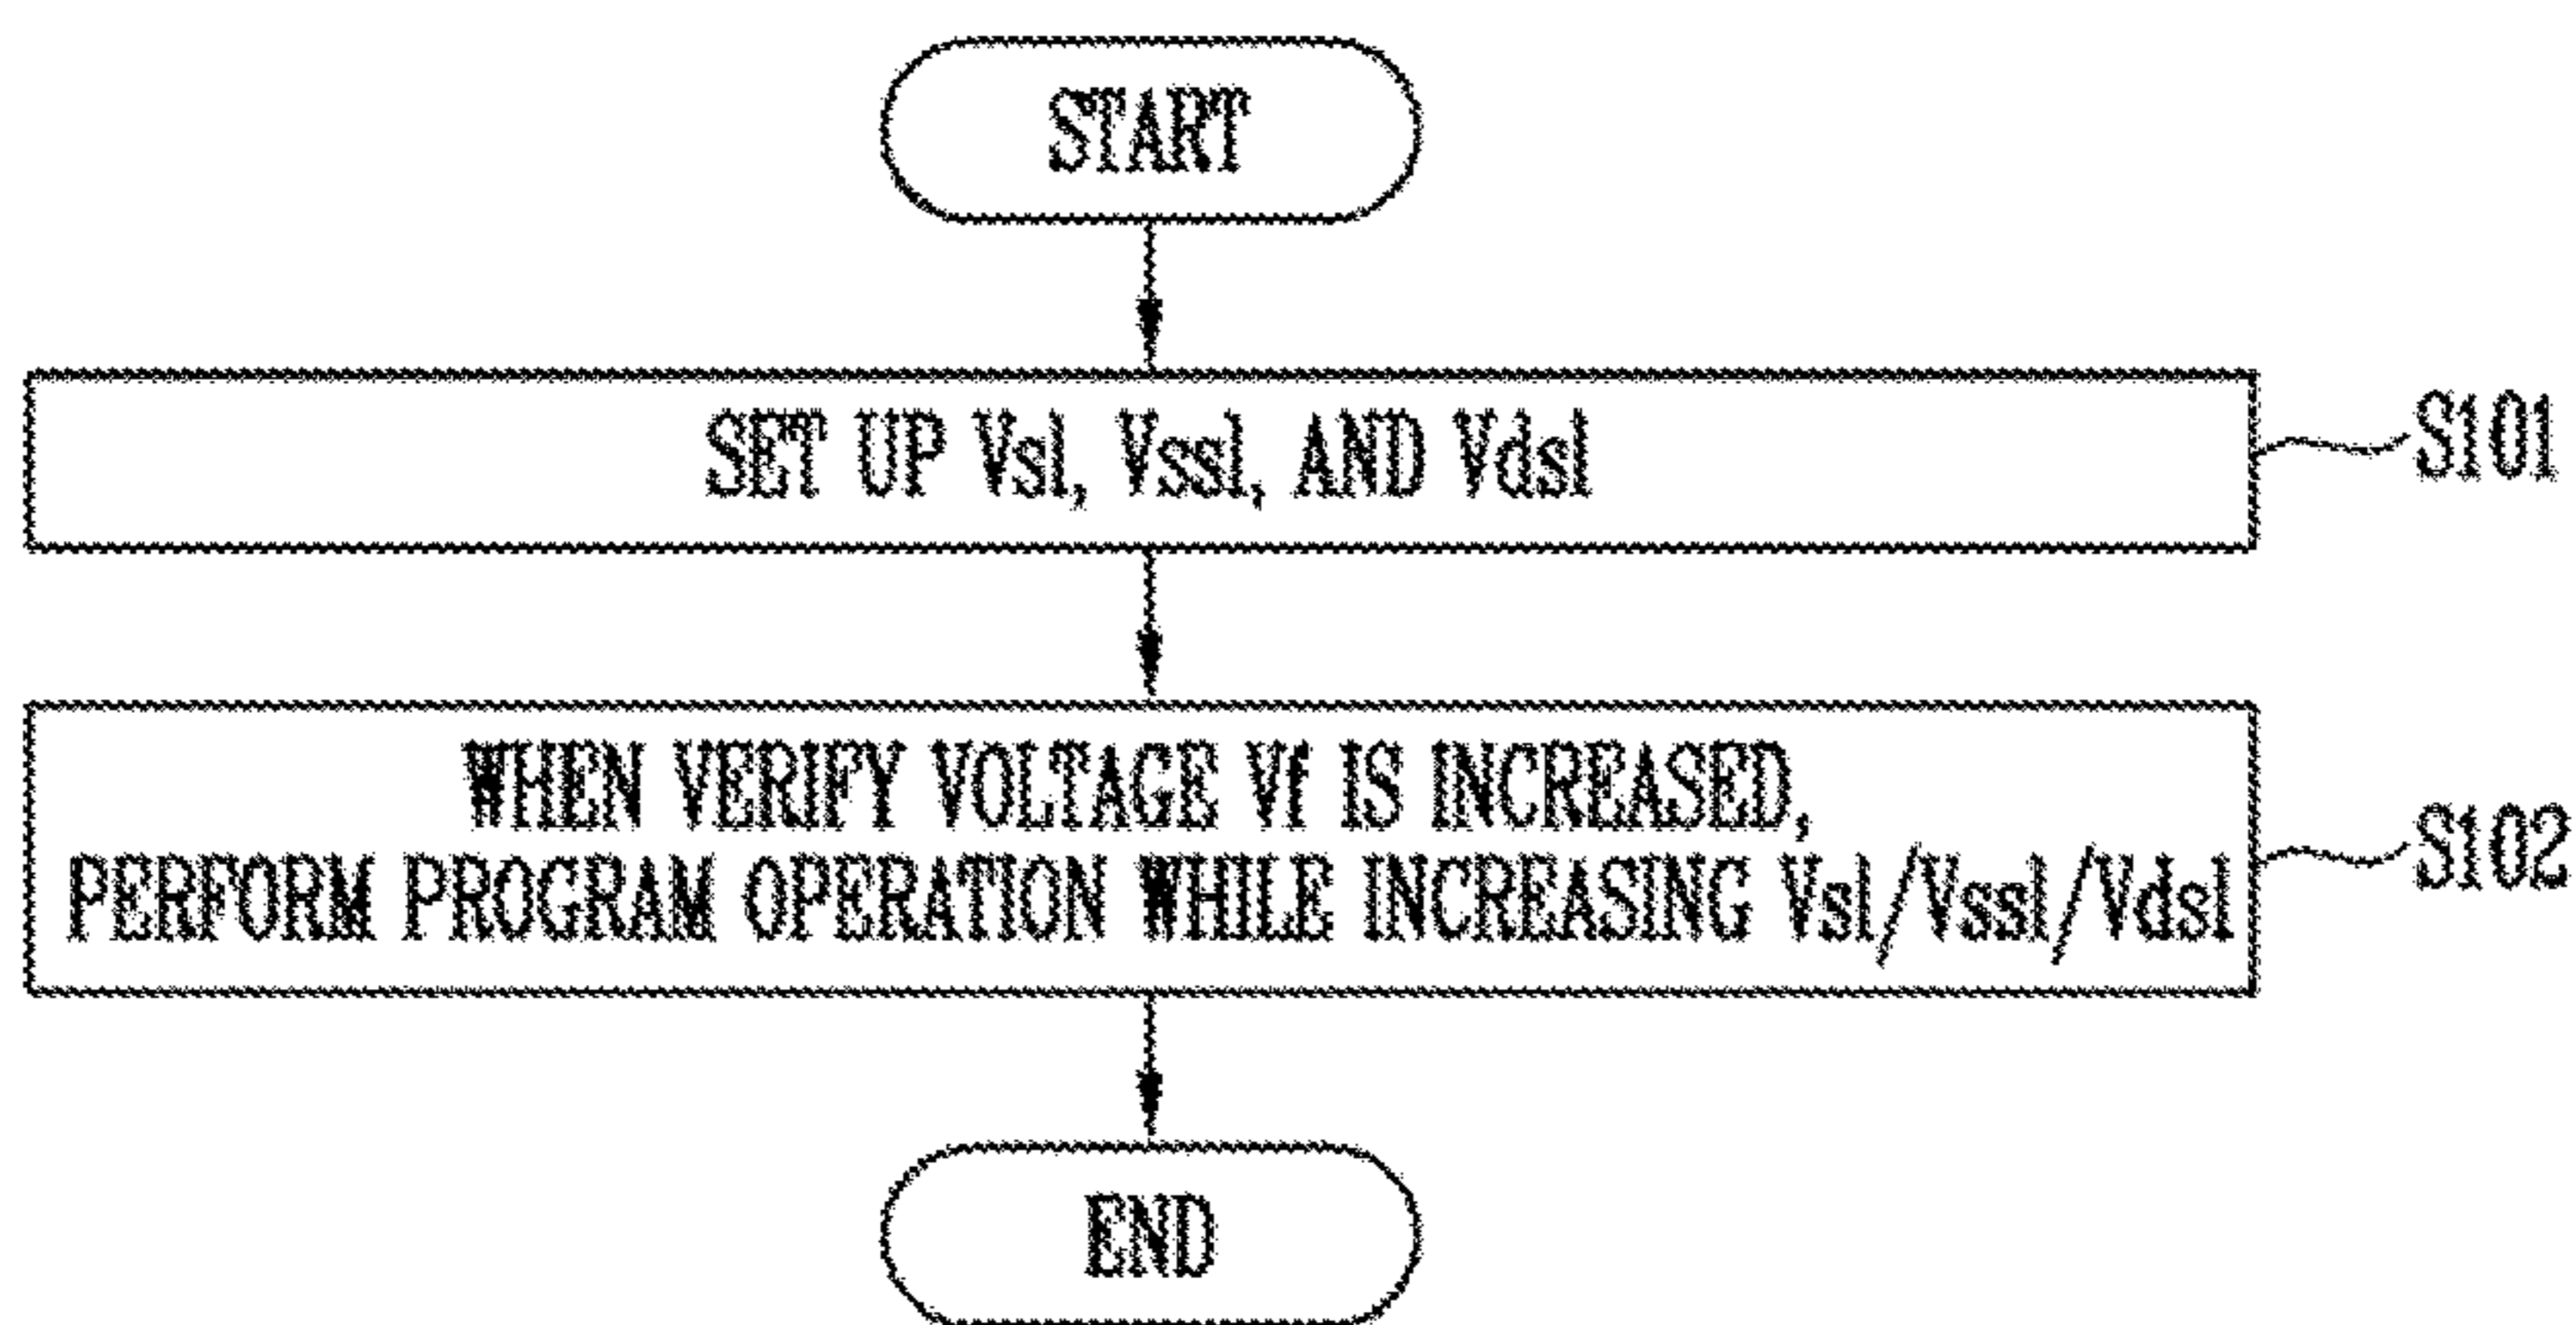 START
SET UP Vsl, Vssl, AND Vdsl
S101
WHEN VERIFY VOLTAGE Vf IS INCREASED,
PERFORM PROGRAM OPERATION WHILE INCREASING Vsl/Vssl/Vdsl
S102
END